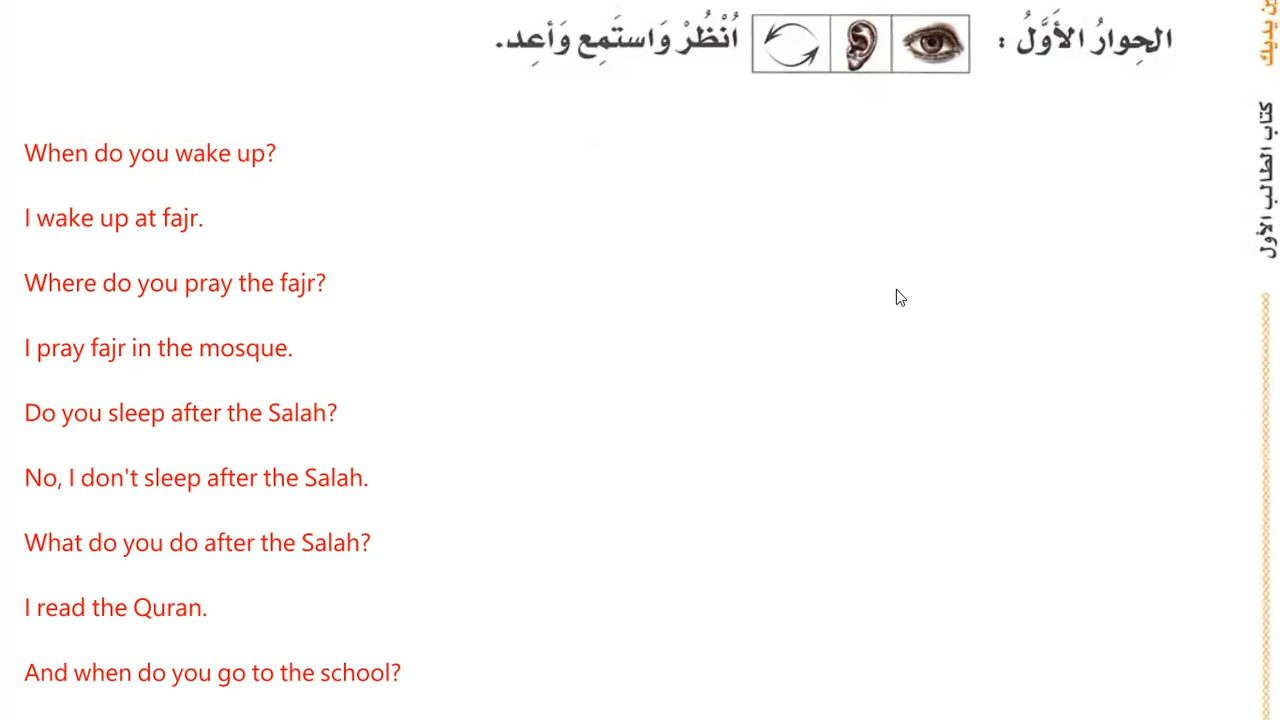 الحِوارُ الأَوَّلُ : اُنْظُرْ وَاستَمِع وَأعِد.
When do you wake up?
I wake up at fajr.
Where do you pray the fajr?
I pray fajr in the mosque.
Do you sleep after the Salah?
No, I don't sleep after the Salah.
What do you do after the Salah?
I read the Quran.
And when do you go to the school?
يديك
كتاب الطالب الأول